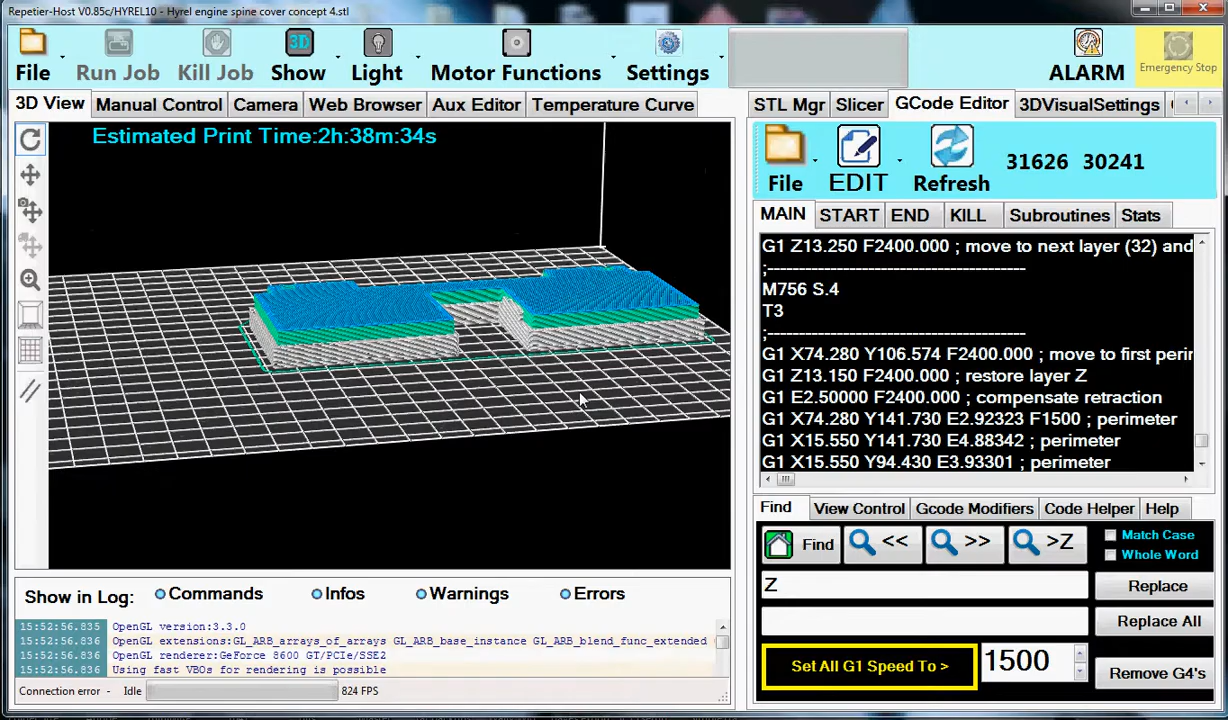 Repetier-Host V0.85c/HYREL10 - Hyrel engine spine cover concept 4.stl
File
Run Job
Kill Job
3D
Show
Light
Motor Functions
Settings
ALARM
Emergency Stop
3D View
Manual Control
Camera
Web Browser
Aux Editor
Temperature Curve
STL Mgr
Slicer
GCode Editor
3DVisualSettings
Estimated Print Time:2h:38m:34s
File
EDIT
Refresh
31626 30241
MAIN
START
END
KILL
Subroutines
Stats
G1 Z13.250 F2400.000 ; move to next layer (32) and
;----------------------------------------------
M756 S.4
T3
;----------------------------------------------
G1 X74.280 Y106.574 F2400.000 ; move to first perir
G1 Z13.150 F2400.000 ; restore layer Z
G1 E2.50000 F2400.000 ; compensate retraction
G1 X74.280 Y141.730 E2.92323 F1500 ; perimeter
G1 X15.550 Y141.730 E4.88342 ; perimeter
G1 X15.550 Y94.430 E3.93301 ; perimeter
Find
View Control
Gcode Modifiers
Code Helper
Help
Find
<<
>>
>Z
Match Case
Whole Word
Z
Replace
Replace All
Set All G1 Speed To >
1500
Remove G4's
Show in Log:
Commands
Infos
Warnings
Errors
15:52:56.835 OpenGL version:3.3.0
15:52:56.836 OpenGL extensions:GL_ARB_arrays_of_arrays GL_ARB_base_instance GL_ARB_blend_func_extended
15:52:56.836 OpenGL renderer:GeForce 8600 GT/PCIe/SSE2
15:52:56.836 Using fast VBOs for rendering is possible
Connection error - Idle
824 FPS